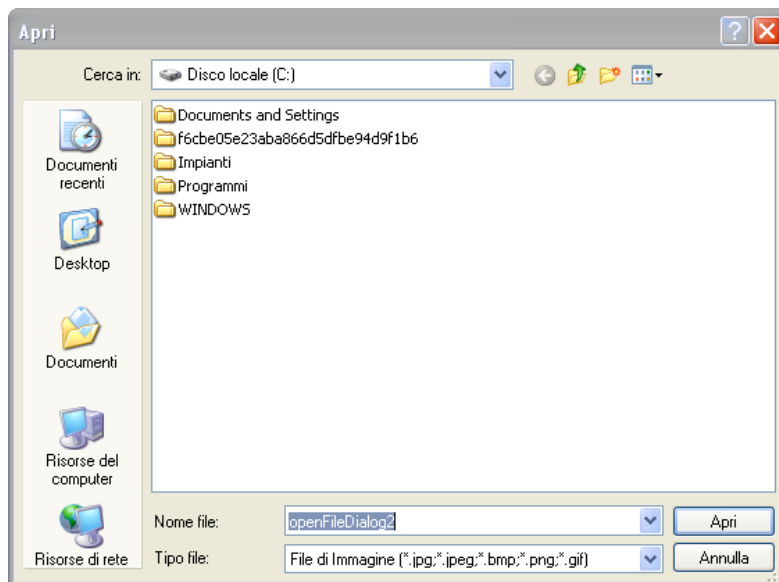 Apri
Cerca in: Disco locale (C:)
Documenti recenti
Desktop
Documenti
Risorse del computer
Risorse di rete
Documents and Settings
f6cbe05e23aba866d5dfbe94d9f1b6
Impianti
Programmi
WINDOWS
Nome file: openFileDialog2 Apri
Tipo file: File di Immagine (*.jpg;*.jpeg;*.bmp;*.png;*.gif) Annulla